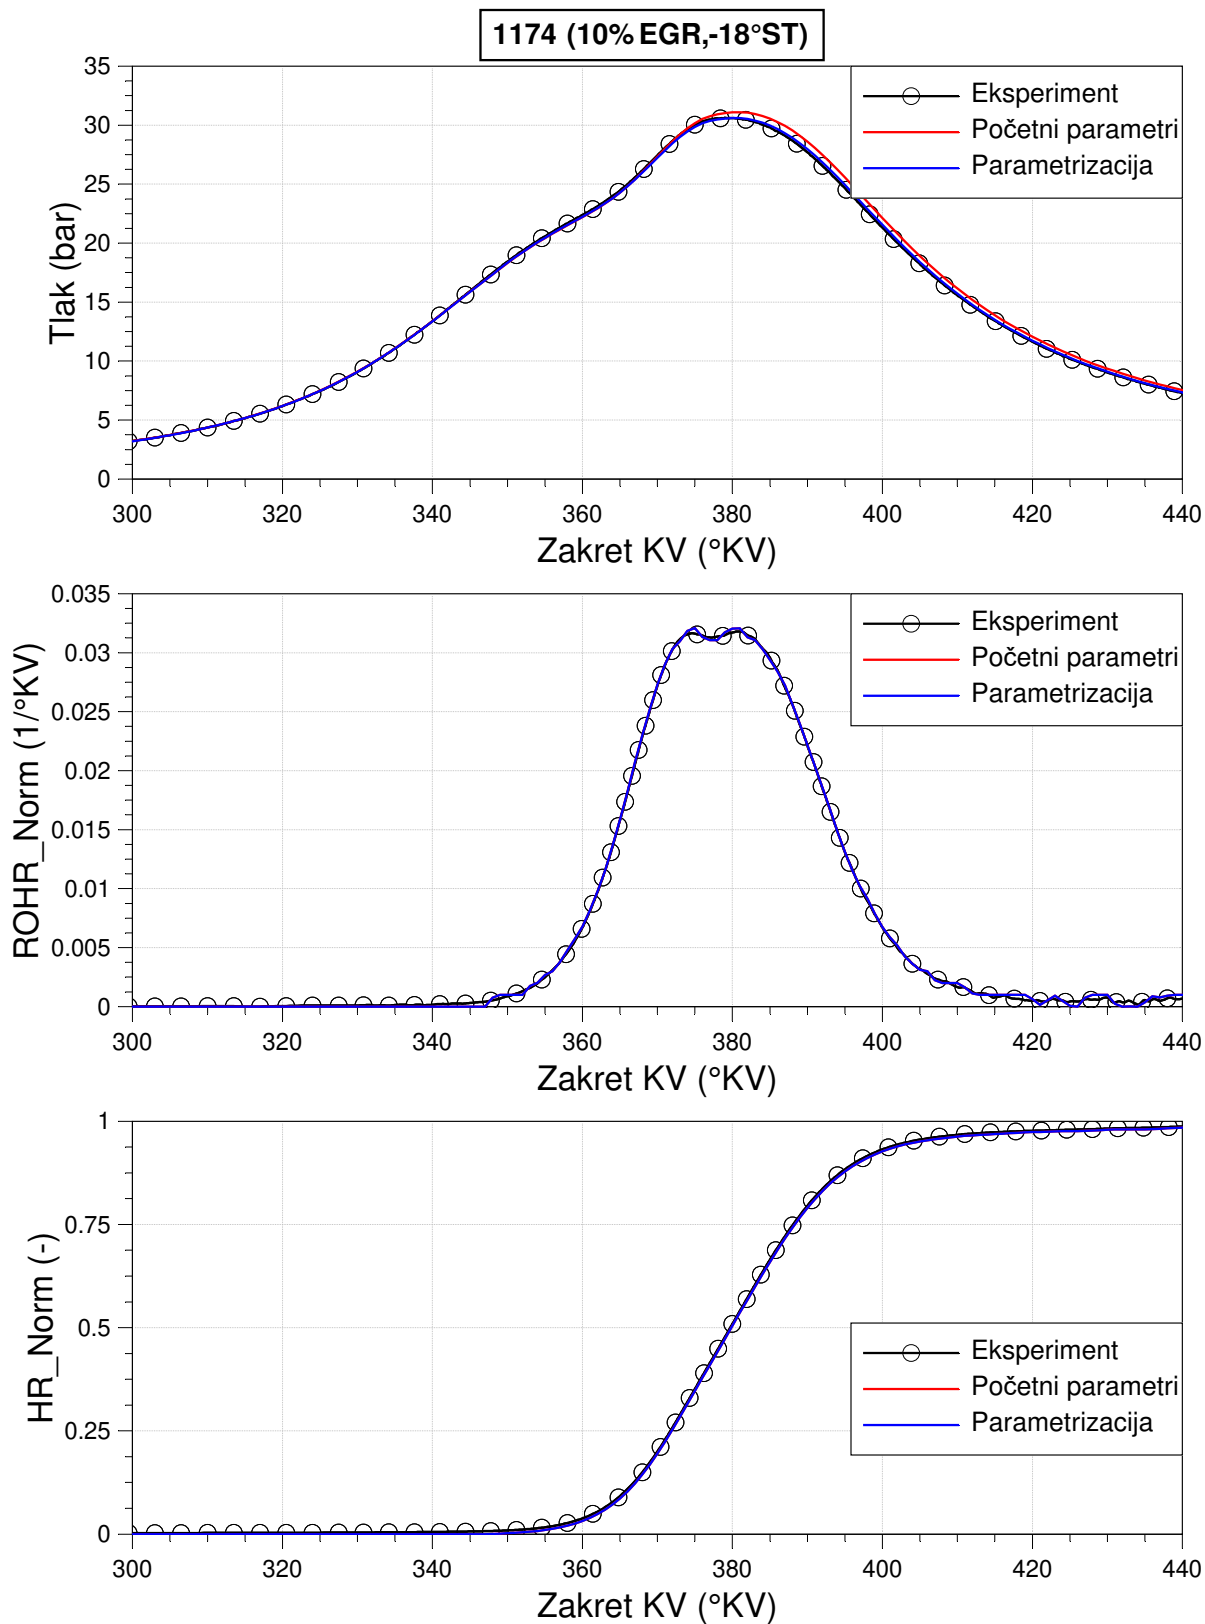 1174 (10% EGR,-18°ST)
35
30
25
20
15
10
5
0
Tlak (bar)
Eksperiment
Početni parametri
Parametrizacija
300 320 340 360 380 400 420 440
Zakret KV (°KV)
0.035
0.03
0.025
0.02
0.015
0.01
0.005
0
ROHR_Norm (1/°KV)
Eksperiment
Početni parametri
Parametrizacija
300 320 340 360 380 400 420 440
Zakret KV (°KV)
1
0.75
0.5
0.25
0
HR_Norm (-)
Eksperiment
Početni parametri
Parametrizacija
300 320 340 360 380 400 420 440
Zakret KV (°KV)